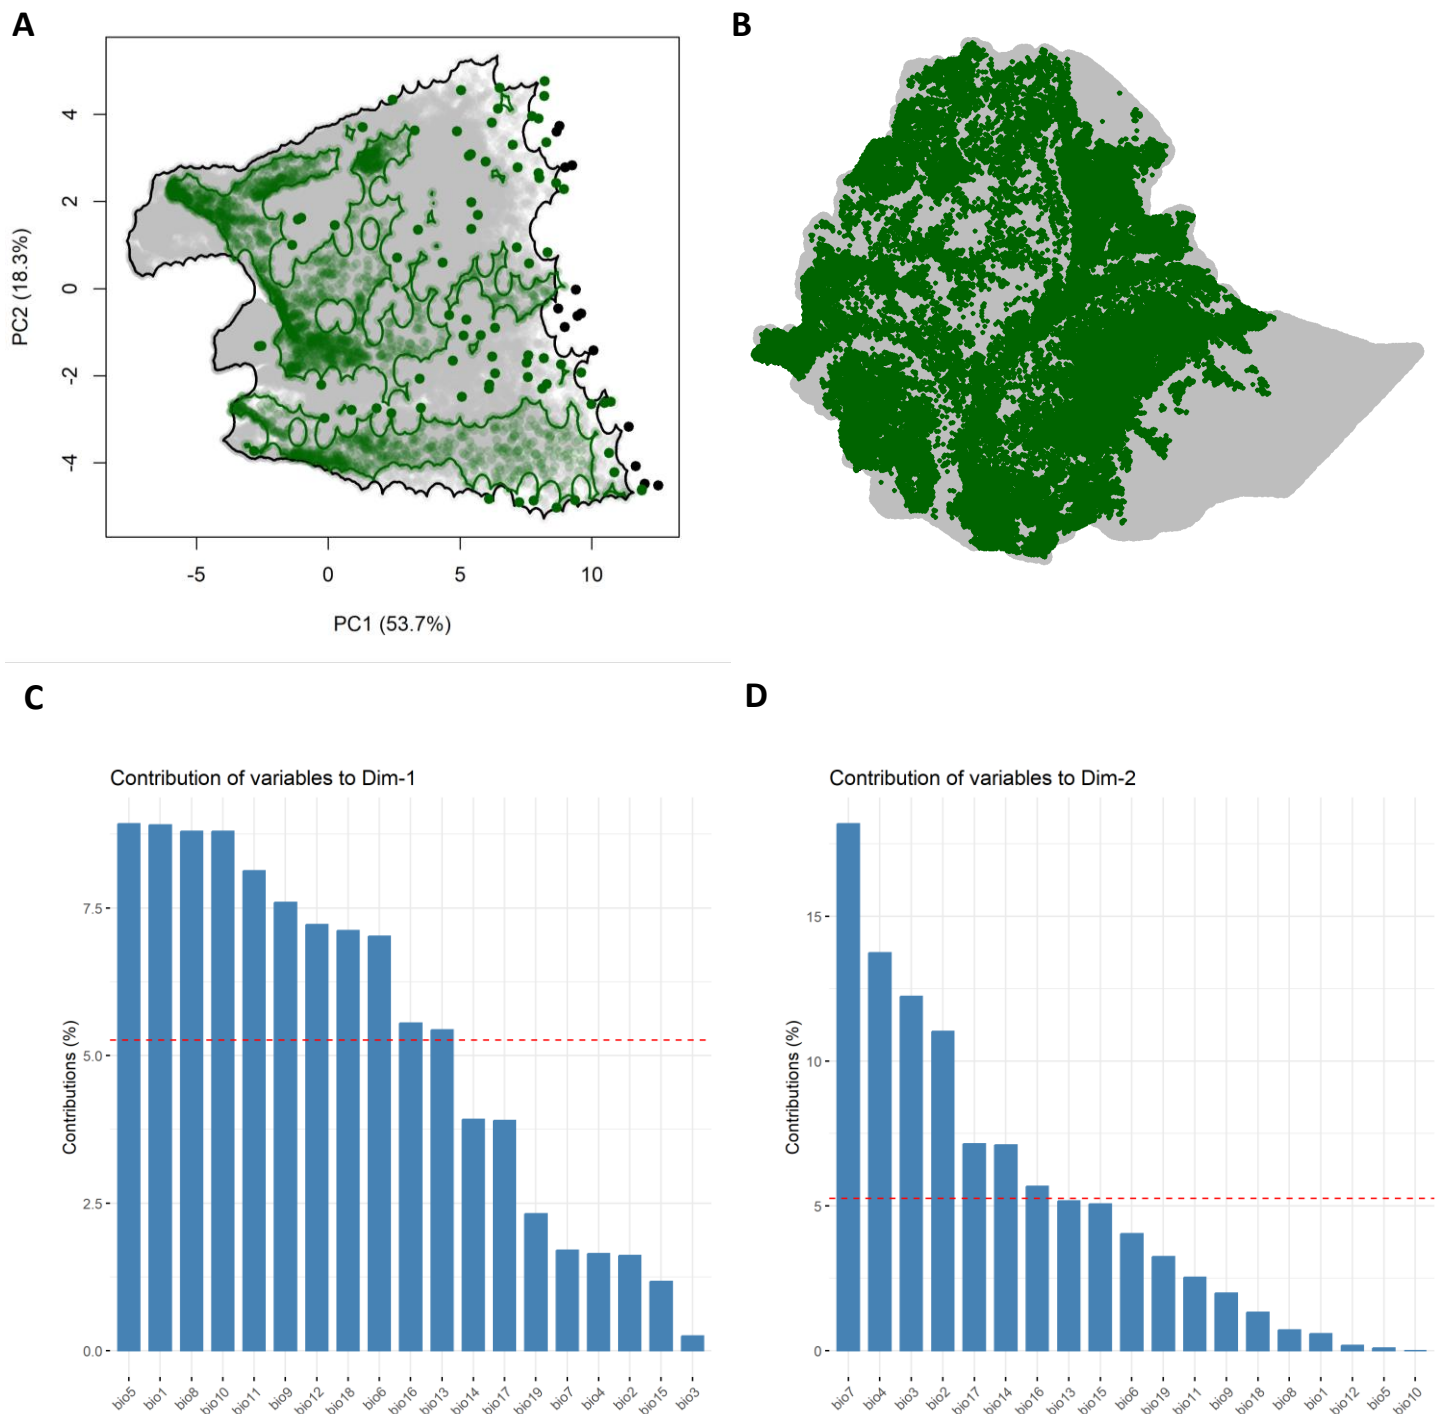 A
B
4
2
0
-2
-4
PC2 (18.3%)
-5 0 5 10
PC1 (53.7%)
C
D
Contribution of variables to Dim-1
7.5
5.0
2.5
0.0
Contributions (%)
bio5 bio1 bio8 bio10 bio11 bio9 bio12 bio18 bio6 bio16 bio13 bio14 bio17 bio19 bio7 bio4 bio2 bio15 bio3
Contribution of variables to Dim-2
15
10
5
0
Contributions (%)
bio7 bio4 bio3 bio2 bio17 bio14 bio16 bio13 bio15 bio6 bio19 bio11 bio9 bio18 bio8 bio1 bio12 bio5 bio10